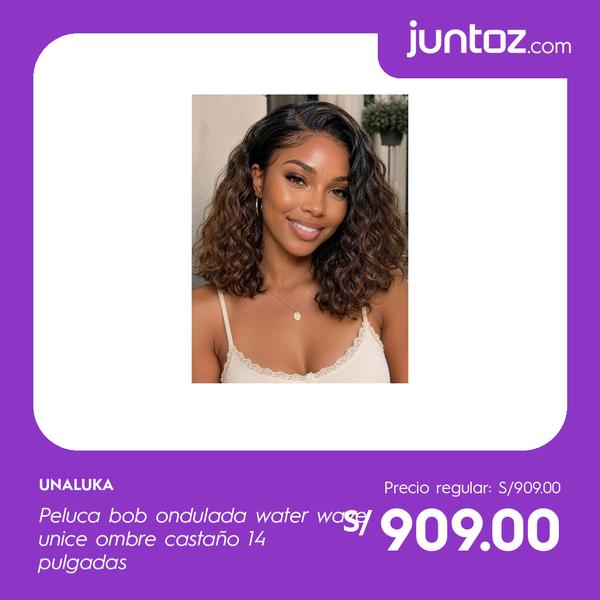 juntoz.com
UNALUKA
Peluca bob ondulada water wave
unice ombre castaño 14
pulgadas
Precio regular: S/909.00
S/ 909.00